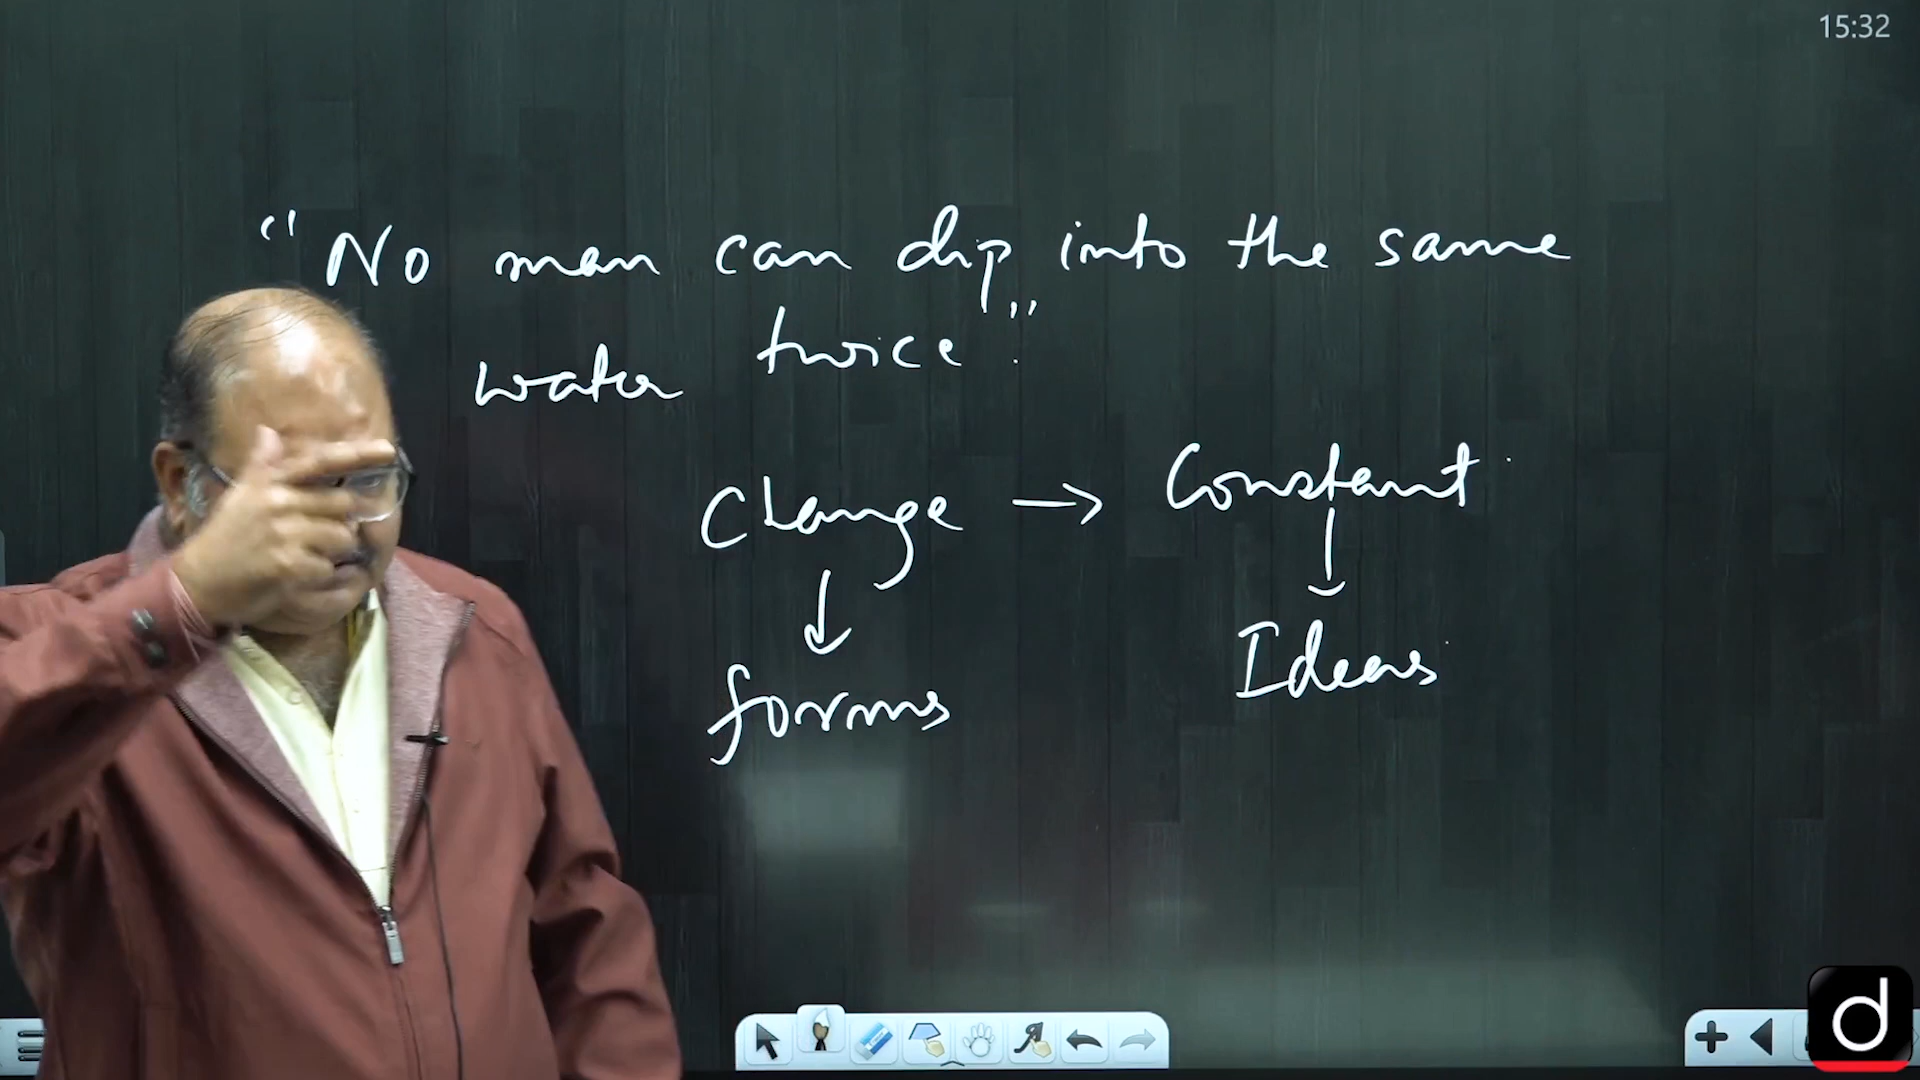 15:32
"No man can dip into the same
water twice".
Change → Constant
↓ ↓
forms Ideas
d